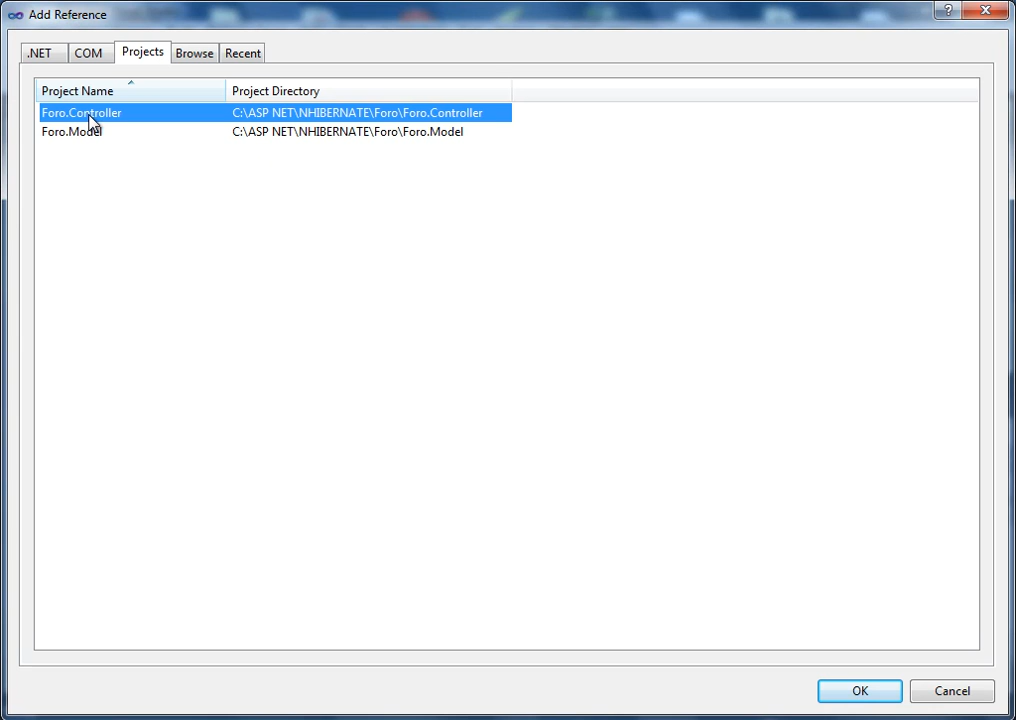 Add Reference
.NET COM Projects Browse Recent
Project Name Project Directory
Foro.Controller C:\ASP NET\NHIBERNATE\Foro\Foro.Controller
Foro.Model C:\ASP NET\NHIBERNATE\Foro\Foro.Model
OK Cancel